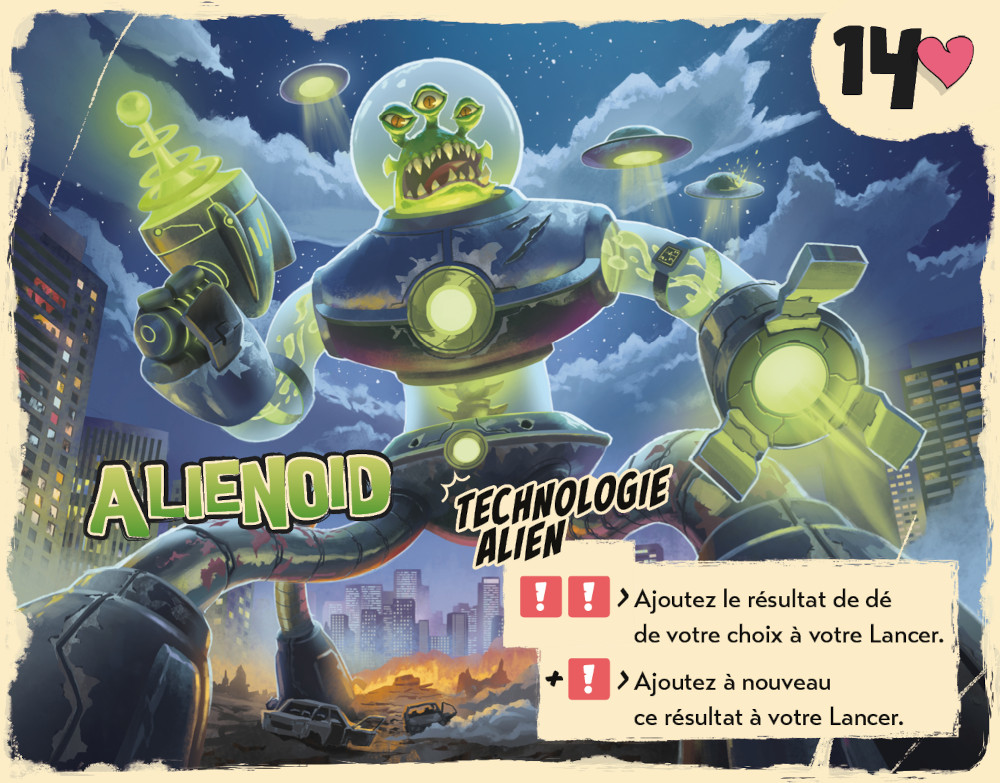 14
ALIENOID
TECHNOLOGIE
ALIEN
! ! > Ajoutez le résultat de dé
de votre choix à votre Lancer.
+ ! > Ajoutez à nouveau
ce résultat à votre Lancer.